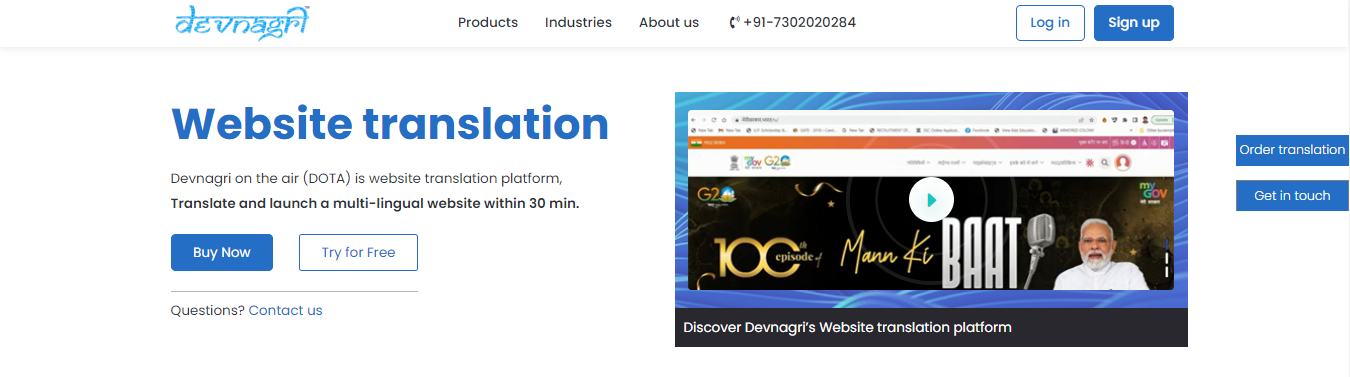 devnagri
Products
Industries
About us
+91-7302020284
Log in
Sign up
Website translation
Devnagri on the air (DOTA) is website translation platform,
Translate and launch a multi-lingual website within 30 min.
Buy Now
Try for Free
Questions? Contact us
G20
G20
my
GOV
100th
episode of
Mann Ki
BAAT
Discover Devnagri's Website translation platform
Order translation
Get in touch